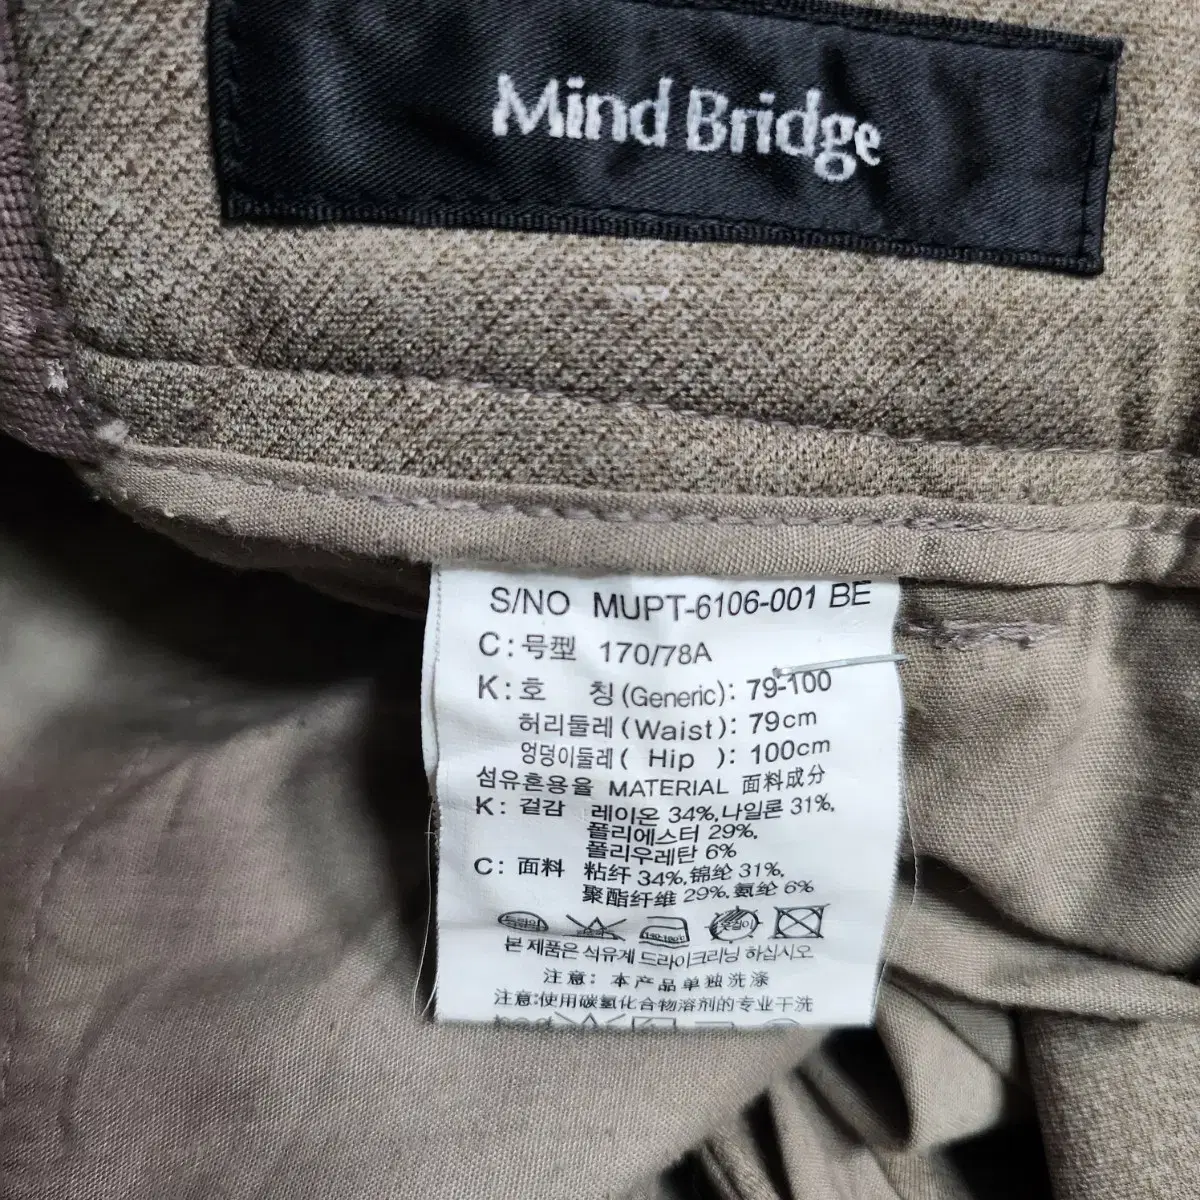 Mind Bridge
S/NO MUPT-6106-001 BE
C:号型 170/78A
K:호 칭(Generic): 79-100
허리둘레(Waist): 79cm
엉덩이둘레( Hip ): 100cm
섬유혼용율 MATERIAL 面料成分
K: 겉감 레이온 34%,나일론 31%,
폴리에스터 29%,
폴리우레탄 6%
C: 面料 粘纤 34%,锦纶 31%,
聚酯纤维 29%,氨纶 6%
본 제품은 석유계 드라이크리닝 하십시오
注意: 本产品单独洗涤
注意:使用碳氢化合物溶剂的专业干洗